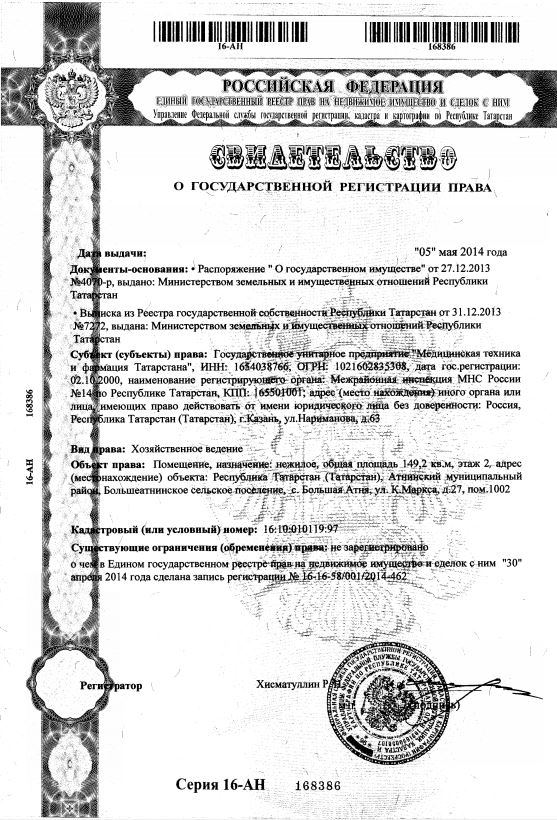 16-АН
168386
РОССИЙСКАЯ ФЕДЕРАЦИЯ
ЕДИНЫЙ ГОСУДАРСТВЕННЫЙ РЕЕСТР ПРАВ НА НЕДВИЖИМОЕ ИМУЩЕСТВО И СДЕЛОК С НИМ
Управление Федеральной службы государственной регистрации, кадастра и картографии по Республике Татарстан
СВИДЕТЕЛЬСТВО
О ГОСУДАРСТВЕННОЙ РЕГИСТРАЦИИ ПРАВА
Дата выдачи: "05" мая 2014 года
Документы-основания: • Распоряжение " О государственном имуществе" от 27.12.2013
№4070-р, выдано: Министерством земельных и имущественных отношений Республики
Татарстан
• Выписка из Реестра государственной собственности Республики Татарстан от 31.12.2013
№7272, выдана: Министерством земельных и имущественных отношений Республики
Татарстан
Субъект (субъекты) права: Государственное унитарное предприятие "Медицинская техника
и фармация Татарстана", ИНН: 1654038766, ОГРН: 1021602835308, дата гос.регистрации:
02.10.2000, наименование регистрирующего органа: Межрайонная инспекция МНС России
№14 по Республике Татарстан, КПП: 165501001; адрес (место нахождения) иного органа или
лица, имеющих право действовать от имени юридического лица без доверенности: Россия,
Республика Татарстан (Татарстан), г.Казань, ул.Нариманова, д.63
Вид права: Хозяйственное ведение
Объект права: Помещение, назначение: нежилое, общая площадь 149,2 кв.м, этаж 2, адрес
(местонахождение) объекта: Республика Татарстан (Татарстан), Атнинский муниципальный
район, Большеатнинское сельское поселение, с. Большая Атня, ул. К.Маркса, д.27, пом.1002
Кадастровый (или условный) номер: 16:10:010119:97
Существующие ограничения (обременения) права: не зарегистрировано
о чем в Едином государственном реестре прав на недвижимое имущество и сделок с ним "30"
апреля 2014 года сделана запись регистрации № 16-16-58/001/2014-462
Регистратор
Хисматуллин Р.
(подпись)
Серия 16-АН 168386
168386
16-АН